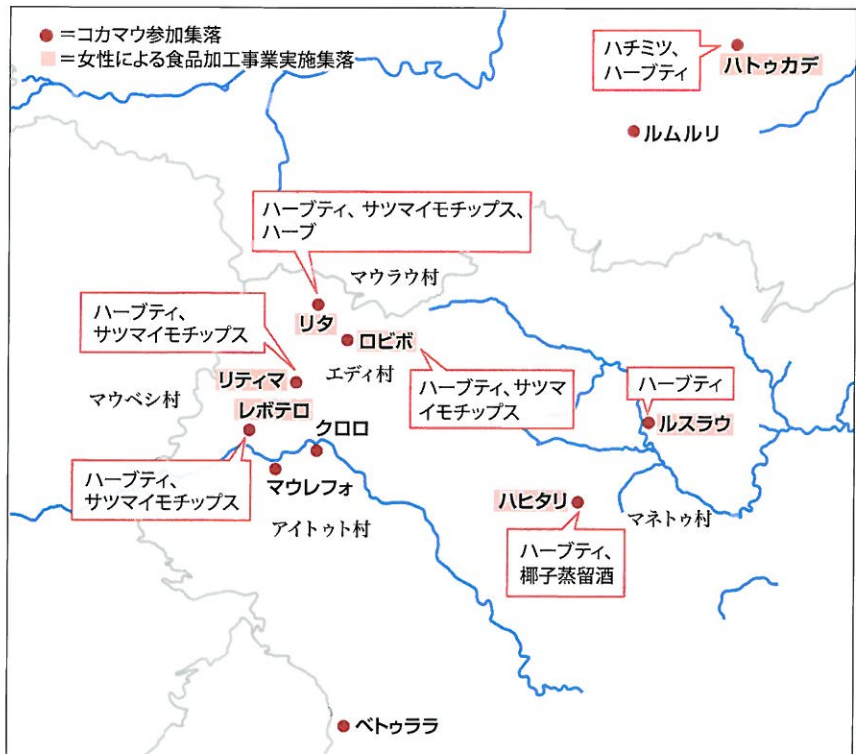 ●=コカマウ参加集落
=女性による食品加工事業実施集落
ハチミツ、
ハーブティ
ハトゥカデ
ルムルリ
ハーブティ、サツマイモチップス、
ハーブ
マウラウ村
リタ
ハーブティ、
サツマイモチップス
ロビボ
エディ村
ハーブティ、サツマ
イモチップス
リティマ
マウベシ村
レボテロ
ハーブティ
ルスラウ
クロロ
ハーブティ、
サツマイモチップス
マウレフォ
アイトゥト村
ハヒタリ
マネトゥ村
ハーブティ、
椰子蒸留酒
ベトゥララ